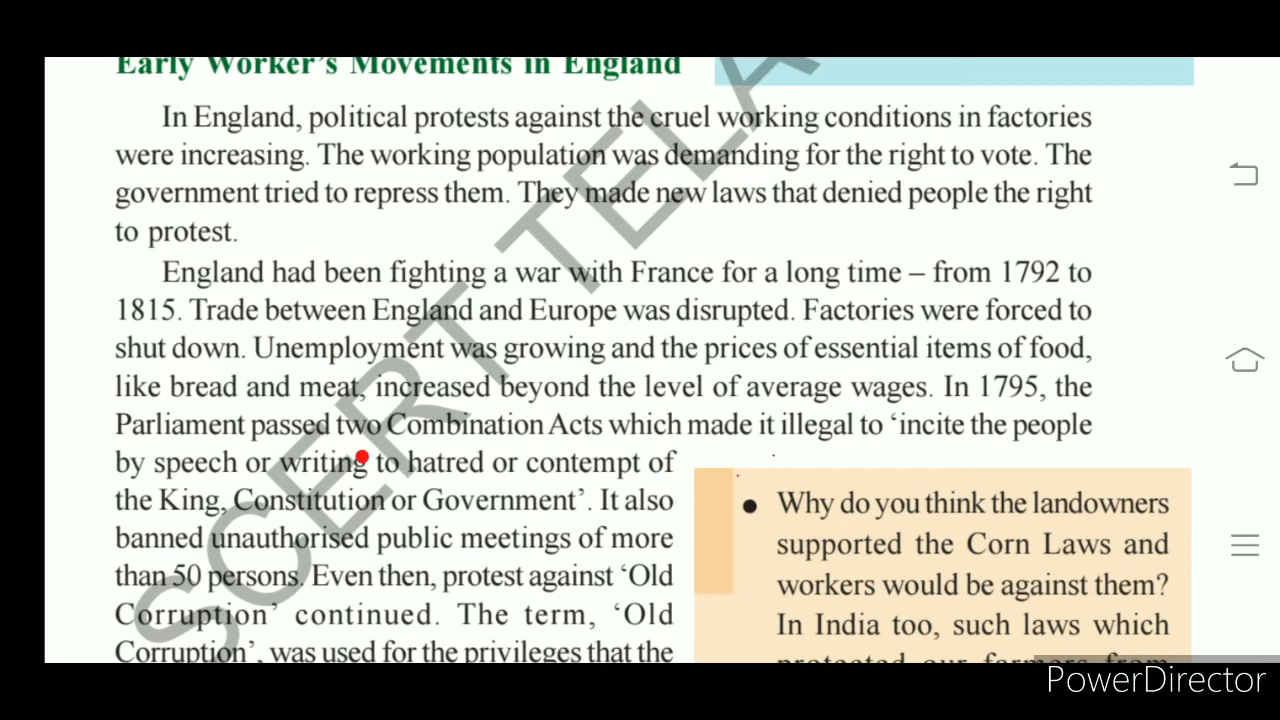 Early Worker's Movements in England
In England, political protests against the cruel working conditions in factories
were increasing. The working population was demanding for the right to vote. The
government tried to repress them. They made new laws that denied people the right
to protest.
England had been fighting a war with France for a long time – from 1792 to
1815. Trade between England and Europe was disrupted. Factories were forced to
shut down. Unemployment was growing and the prices of essential items of food,
like bread and meat, increased beyond the level of average wages. In 1795, the
Parliament passed two Combination Acts which made it illegal to ‘incite the people
by speech or writing to hatred or contempt of
the King, Constitution or Government’. It also
banned unauthorised public meetings of more
than 50 persons. Even then, protest against ‘Old
Corruption’ continued. The term, ‘Old
Corruption’, was used for the privileges that the
• Why do you think the landowners
supported the Corn Laws and
workers would be against them?
In India too, such laws which
protected our farmers from
SCERT TELA
PowerDirector